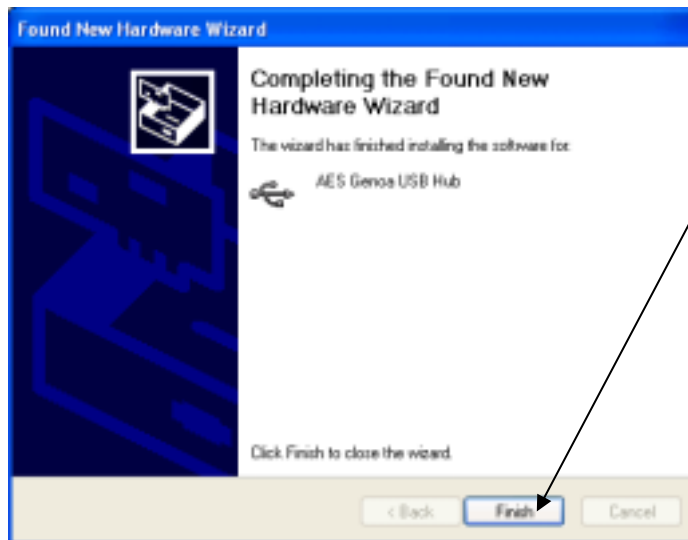 Found New Hardware Wizard
Completing the Found New
Hardware Wizard
The wizard has finished installing the software for:
AES Genoa USB Hub
Click Finish to close the wizard.
< Back
Finish
Cancel